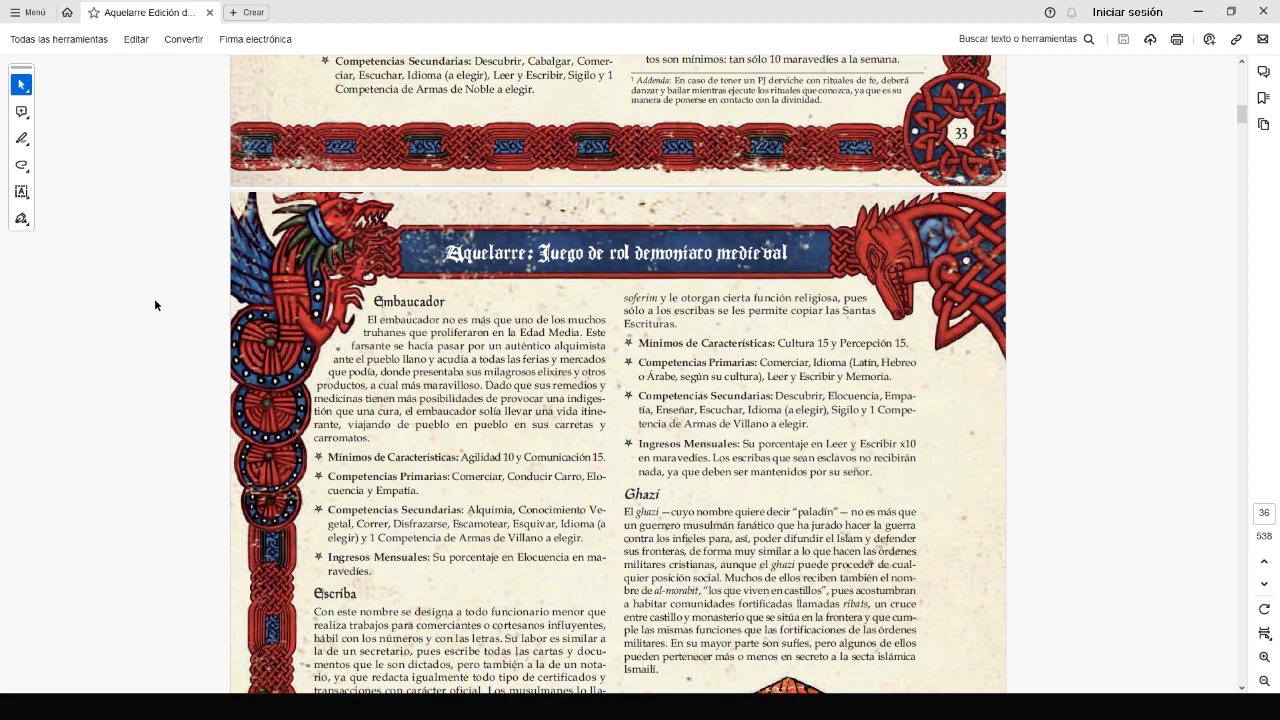 Menú
Aquelarre Edición d...
Crear
Iniciar sesión
Todas las herramientas
Editar
Convertir
Firma electrónica
Buscar texto o herramientas
Competencias Secundarias: Descubrir, Cabalgar, Comer-
ciar, Escuchar, Idioma (a elegir), Leer y Escribir, Sigilo y 1
Competencia de Armas de Noble a elegir.
tos son mínimos: tan sólo 10 maravedíes a la semana.
1 Addenda: En caso de tener un PJ derviche con rituales de fe, deberá
danzar y bailar mientras ejecute los rituales que conozca, ya que es su
manera de ponerse en contacto con la divinidad.
33
Aquelarre: Juego de rol demoníaco medieval
Embaucador
El embaucador no es más que uno de los muchos
truhanes que proliferaron en la Edad Media. Este
farsante se hacía pasar por un auténtico alquimista
ante el pueblo llano y acudía a todas las ferias y mercados
que podía, donde presentaba sus milagrosos elixires y otros
productos, a cual más maravilloso. Dado que sus remedios y
medicinas tienen más posibilidades de provocar una indiges-
tión que una cura, el embaucador solía llevar una vida itine-
rante, viajando de pueblo en pueblo en sus carretas y
carromatos.
Mínimos de Características: Agilidad 10 y Comunicación 15.
Competencias Primarias: Comerciar, Conducir Carro, Elo-
cuencia y Empatía.
Competencias Secundarias: Alquimia, Conocimiento Ve-
getal, Correr, Disfrazarse, Escamotear, Esquivar, Idioma (a
elegir) y 1 Competencia de Armas de Villano a elegir.
Ingresos Mensuales: Su porcentaje en Elocuencia en ma-
ravedíes.
Escriba
Con este nombre se designa a todo funcionario menor que
realiza trabajos para comerciantes o cortesanos influyentes,
hábil con los números y con las letras. Su labor es similar a
la de un secretario, pues escribe todas las cartas y docu-
mentos que le son dictados, pero también a la de un nota-
rio, ya que redacta igualmente todo tipo de certificados y
transacciones con carácter oficial. Los musulmanes lo lla-
soferim y le otorgan cierta función religiosa, pues
sólo a los escribas se les permite copiar las Santas
Escrituras.
Mínimos de Características: Cultura 15 y Percepción 15.
Competencias Primarias: Comerciar, Idioma (Latín, Hebreo
o Árabe, según su cultura), Leer y Escribir y Memoria.
Competencias Secundarias: Descubrir, Elocuencia, Empa-
tía, Enseñar, Escuchar, Idioma (a elegir), Sigilo y 1 Compe-
tencia de Armas de Villano a elegir.
Ingresos Mensuales: Su porcentaje en Leer y Escribir x10
en maravedíes. Los escribas que sean esclavos no recibirán
nada, ya que deben ser mantenidos por su señor.
Ghazi
El ghazi —cuyo nombre quiere decir “paladín”— no es más que
un guerrero musulmán fanático que ha jurado hacer la guerra
contra los infieles para, así, poder difundir el Islam y defender
sus fronteras, de forma muy similar a lo que hacen las órdenes
militares cristianas, aunque el ghazi puede proceder de cual-
quier posición social. Muchos de ellos reciben también el nom-
bre de al-morabit, “los que viven en castillos”, pues acostumbran
a habitar comunidades fortificadas llamadas ribats, un cruce
entre castillo y monasterio que se sitúa en la frontera y que cum-
ple las mismas funciones que las fortificaciones de las órdenes
militares. En su mayor parte son sufíes, pero algunos de ellos
pueden pertenecer más o menos en secreto a la secta islámica
Ismailí.
36
538